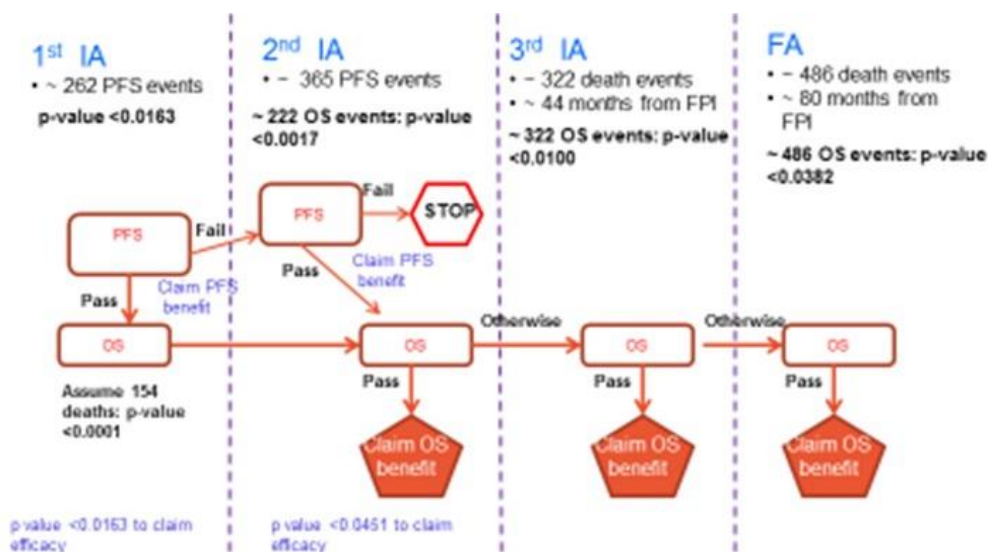 1st IA
• ~ 262 PFS events
p-value <0.0163
2nd IA
• ~ 365 PFS events
~ 222 OS events: p-value
<0.0017
3rd IA
• ~ 322 death events
• ~ 44 months from FPI
~ 322 OS events: p-value
<0.0100
FA
• ~ 486 death events
• ~ 80 months from
FPI
~ 486 OS events: p-value
<0.0382
PFS
Fail
Pass
Claim PFS
benefit
PFS
Fail
STOP
Pass
Claim PFS
benefit
OS
Assume 154
deaths: p-value
<0.0001
OS
Otherwise
OS
Otherwise
OS
Pass
Pass
Pass
Claim OS
benefit
Claim OS
benefit
Claim OS
benefit
p value <0.0163 to claim
efficacy
p value <0.0451 to claim
efficacy